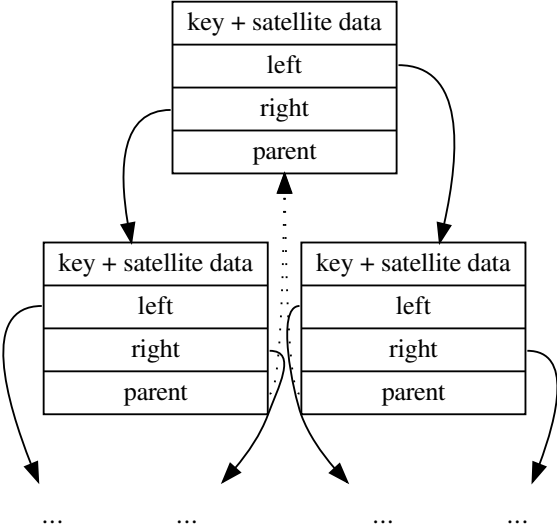 key + satellite data
left
right
parent
key + satellite data
left
right
parent
key + satellite data
left
right
parent
... ... ... ...